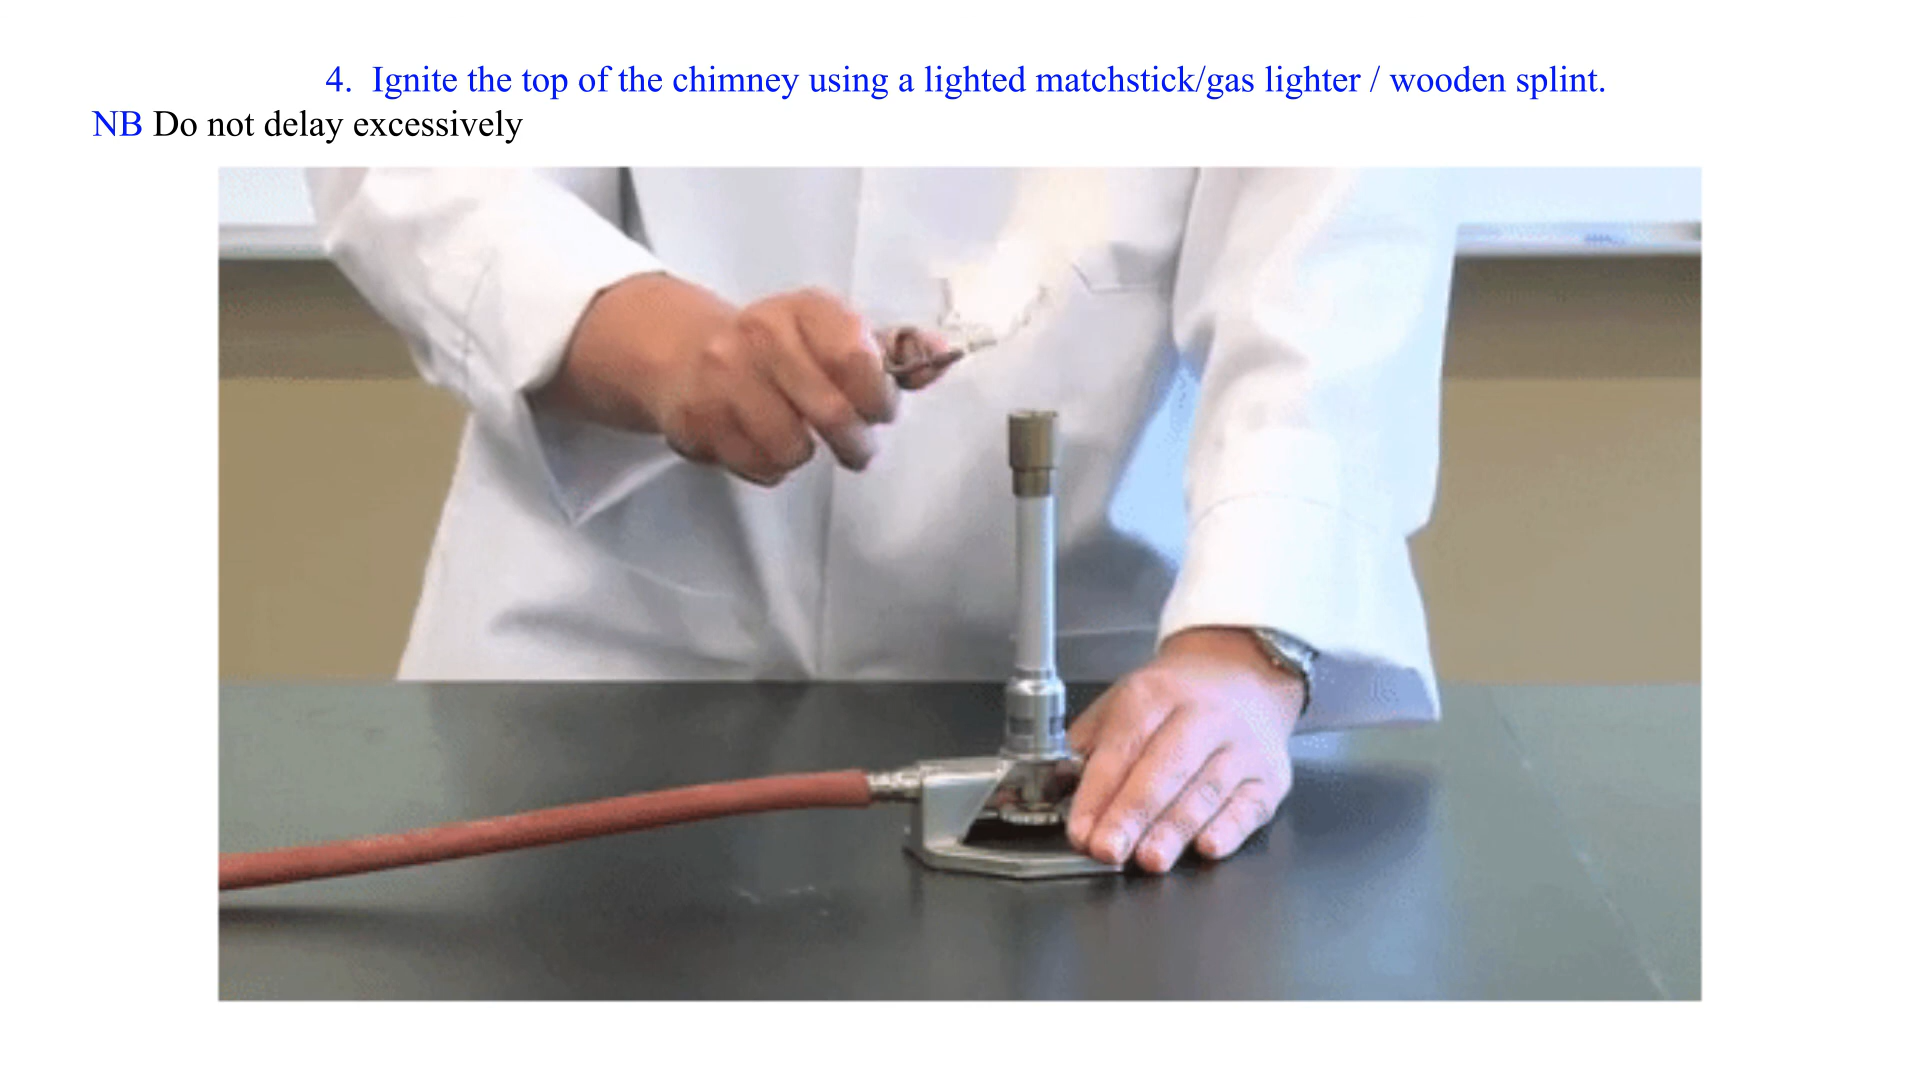 4. Ignite the top of the chimney using a lighted matchstick/gas lighter / wooden splint.
NB Do not delay excessively